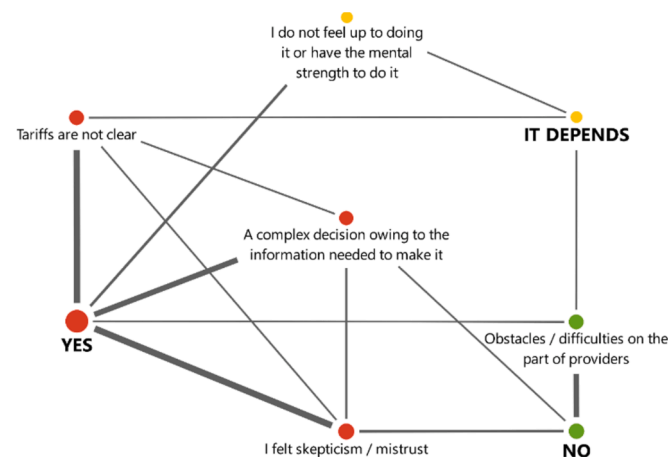 I do not feel up to doing
it or have the mental
strength to do it
Tariffs are not clear
IT DEPENDS
A complex decision owing to the
information needed to make it
YES
Obstacles / difficulties on the
part of providers
I felt skepticism / mistrust
NO